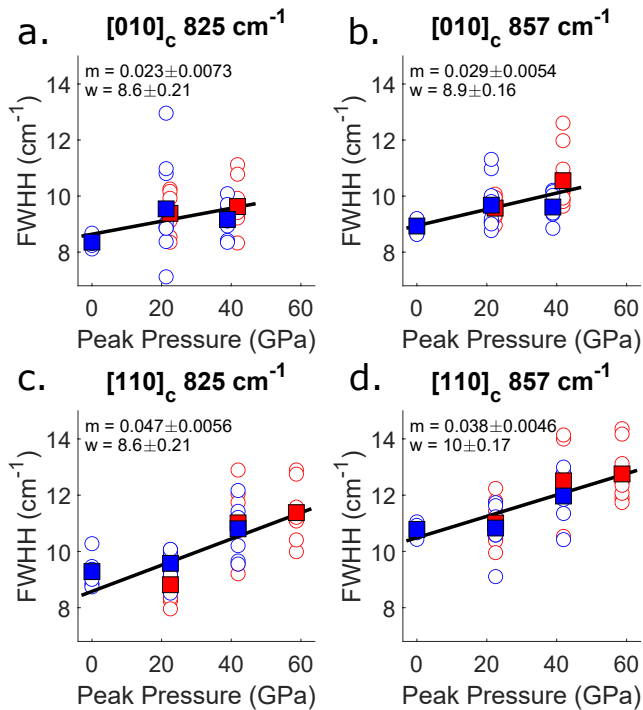 a.
[010]c 825 cm-1
m = 0.023±0.0073
w = 8.6±0.21
14
12
10
8
FWHH (cm-1)
0 20 40 60
Peak Pressure (GPa)
b.
[010]c 857 cm-1
m = 0.029±0.0054
w = 8.9±0.16
14
12
10
8
FWHH (cm-1)
0 20 40 60
Peak Pressure (GPa)
c.
[110]c 825 cm-1
m = 0.047±0.0056
w = 8.6±0.21
14
12
10
8
FWHH (cm-1)
0 20 40 60
Peak Pressure (GPa)
d.
[110]c 857 cm-1
m = 0.038±0.0046
w = 10±0.17
14
12
10
8
FWHH (cm-1)
0 20 40 60
Peak Pressure (GPa)